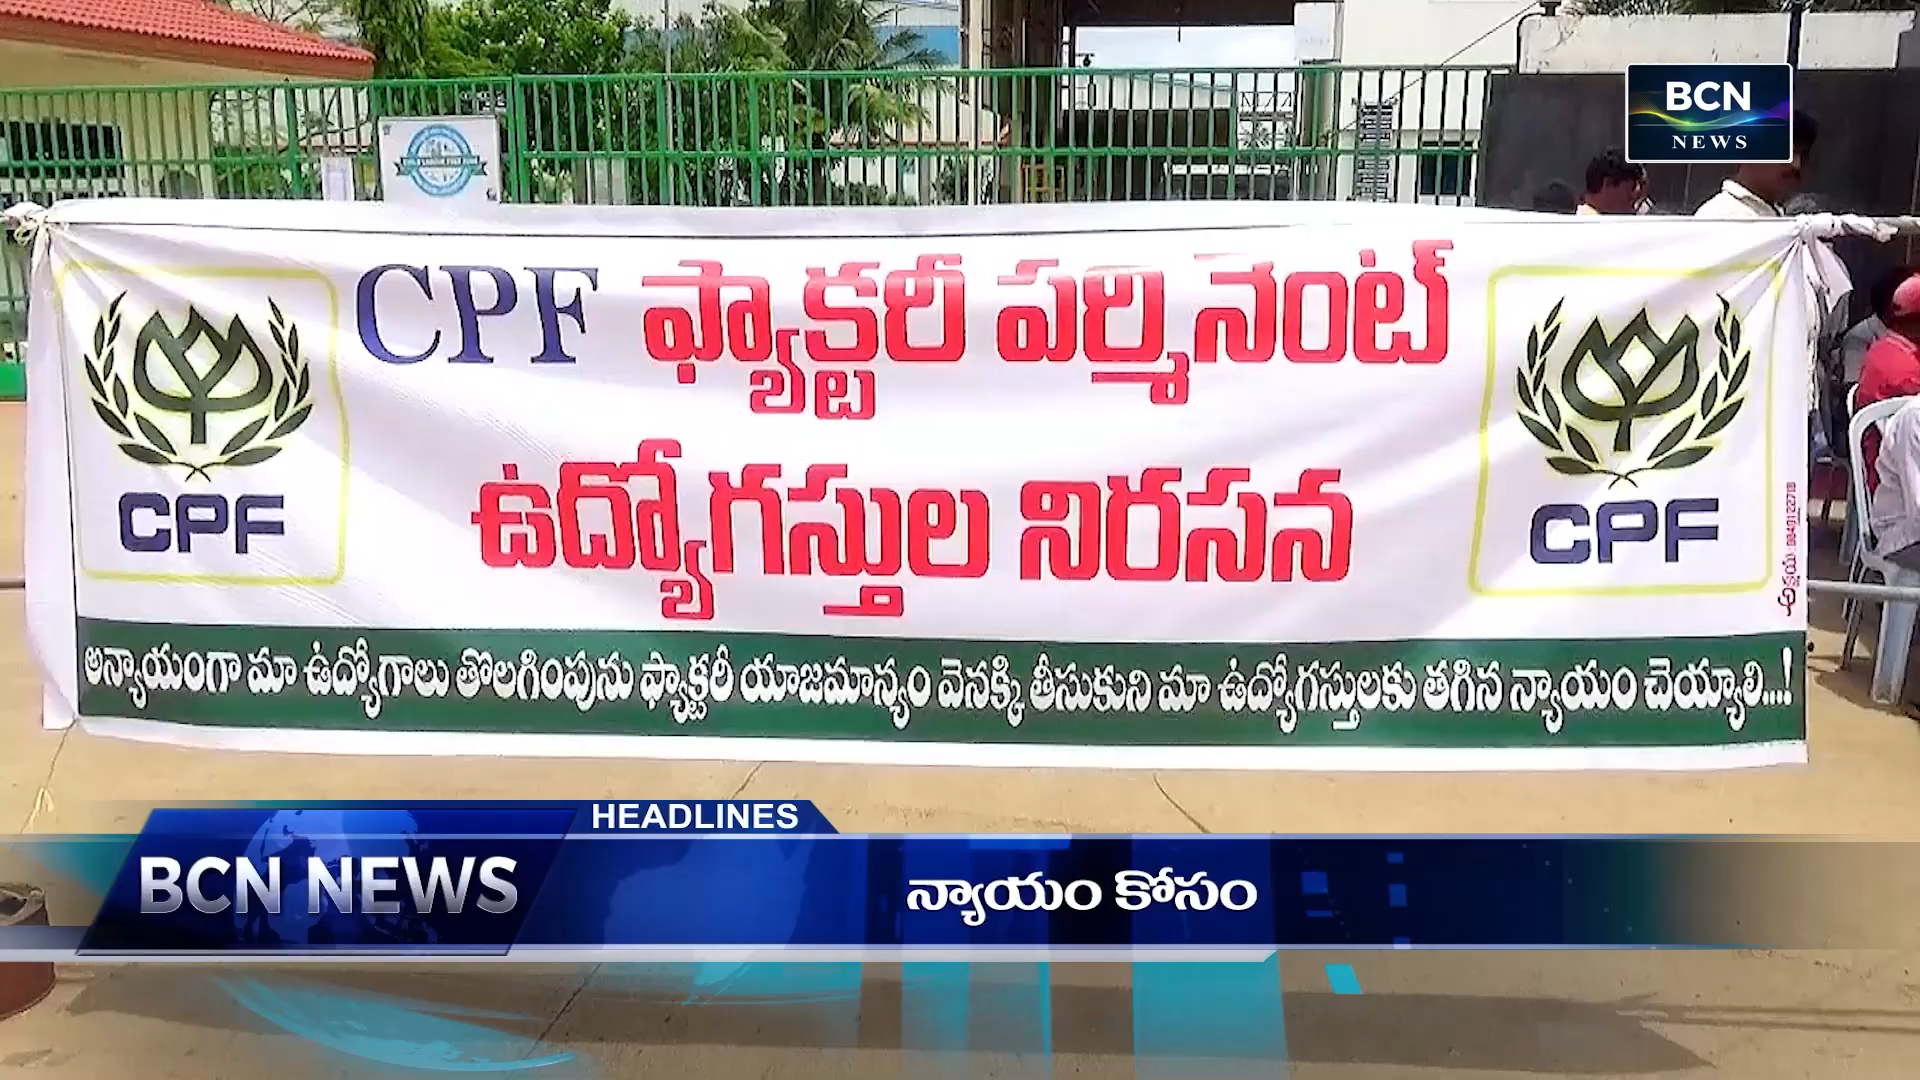 BCN
NEWS
CPF ఫ్యాక్టరీ పర్మినెంట్
ఉద్యోగస్తుల నిరసన
CPF
CPF
అన్యాయంగా మా ఉద్యోగాలు తొలగింపును ఫ్యాక్టరీ యాజమాన్యం వెనక్కి తీసుకుని మా ఉద్యోగస్తులకు తగిన న్యాయం చెయ్యాలి...!
HEADLINES
BCN NEWS
న్యాయం కోసం